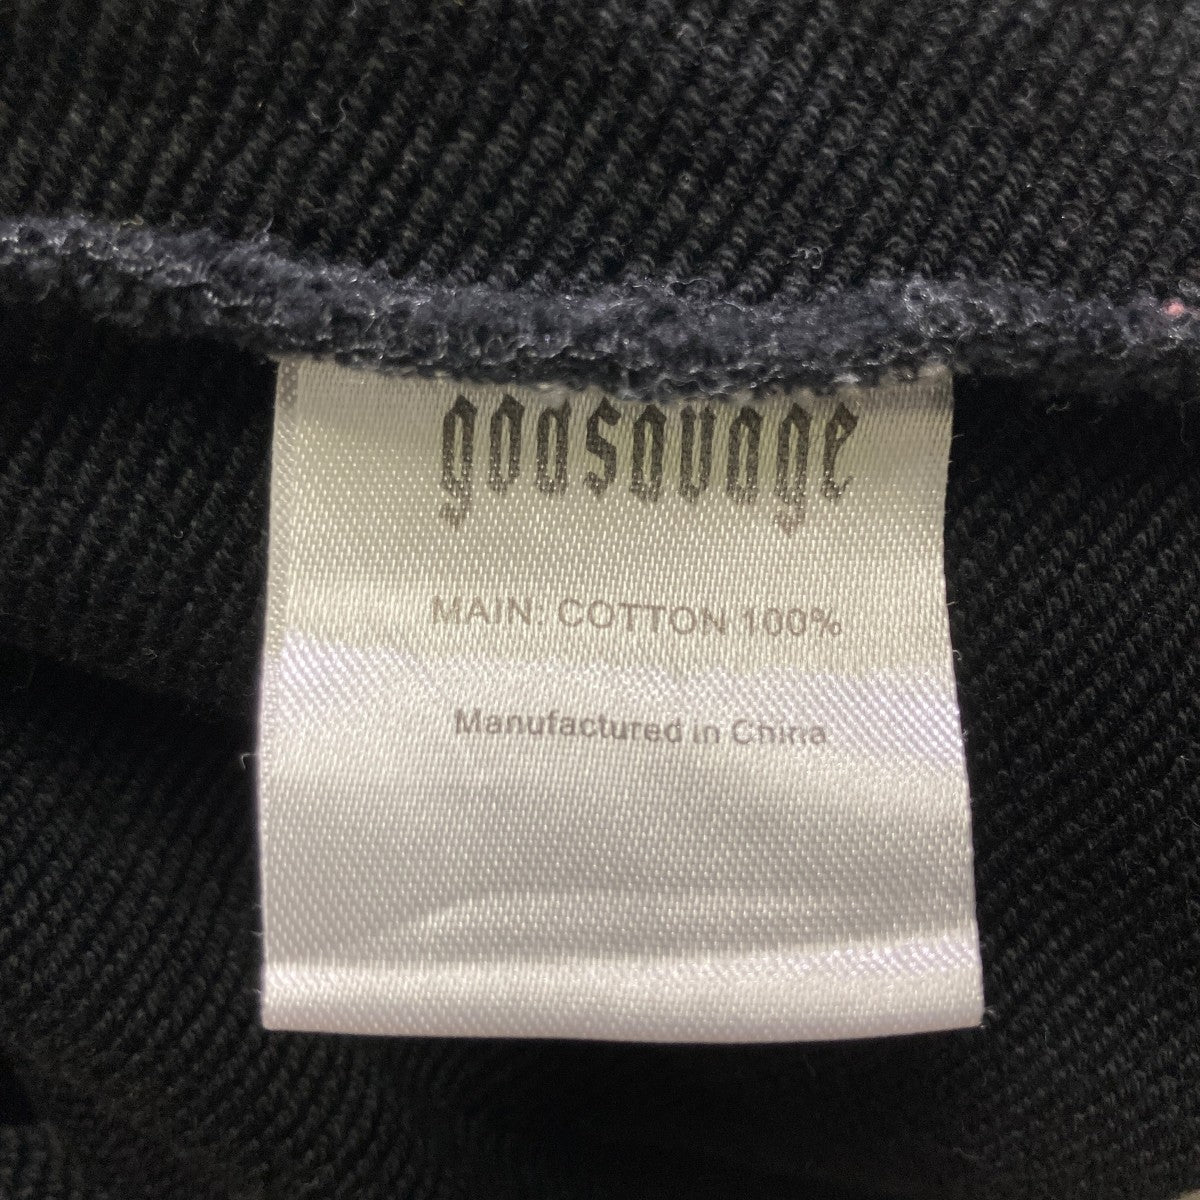 godsavage
MAIN: COTTON 100%
Manufactured in China